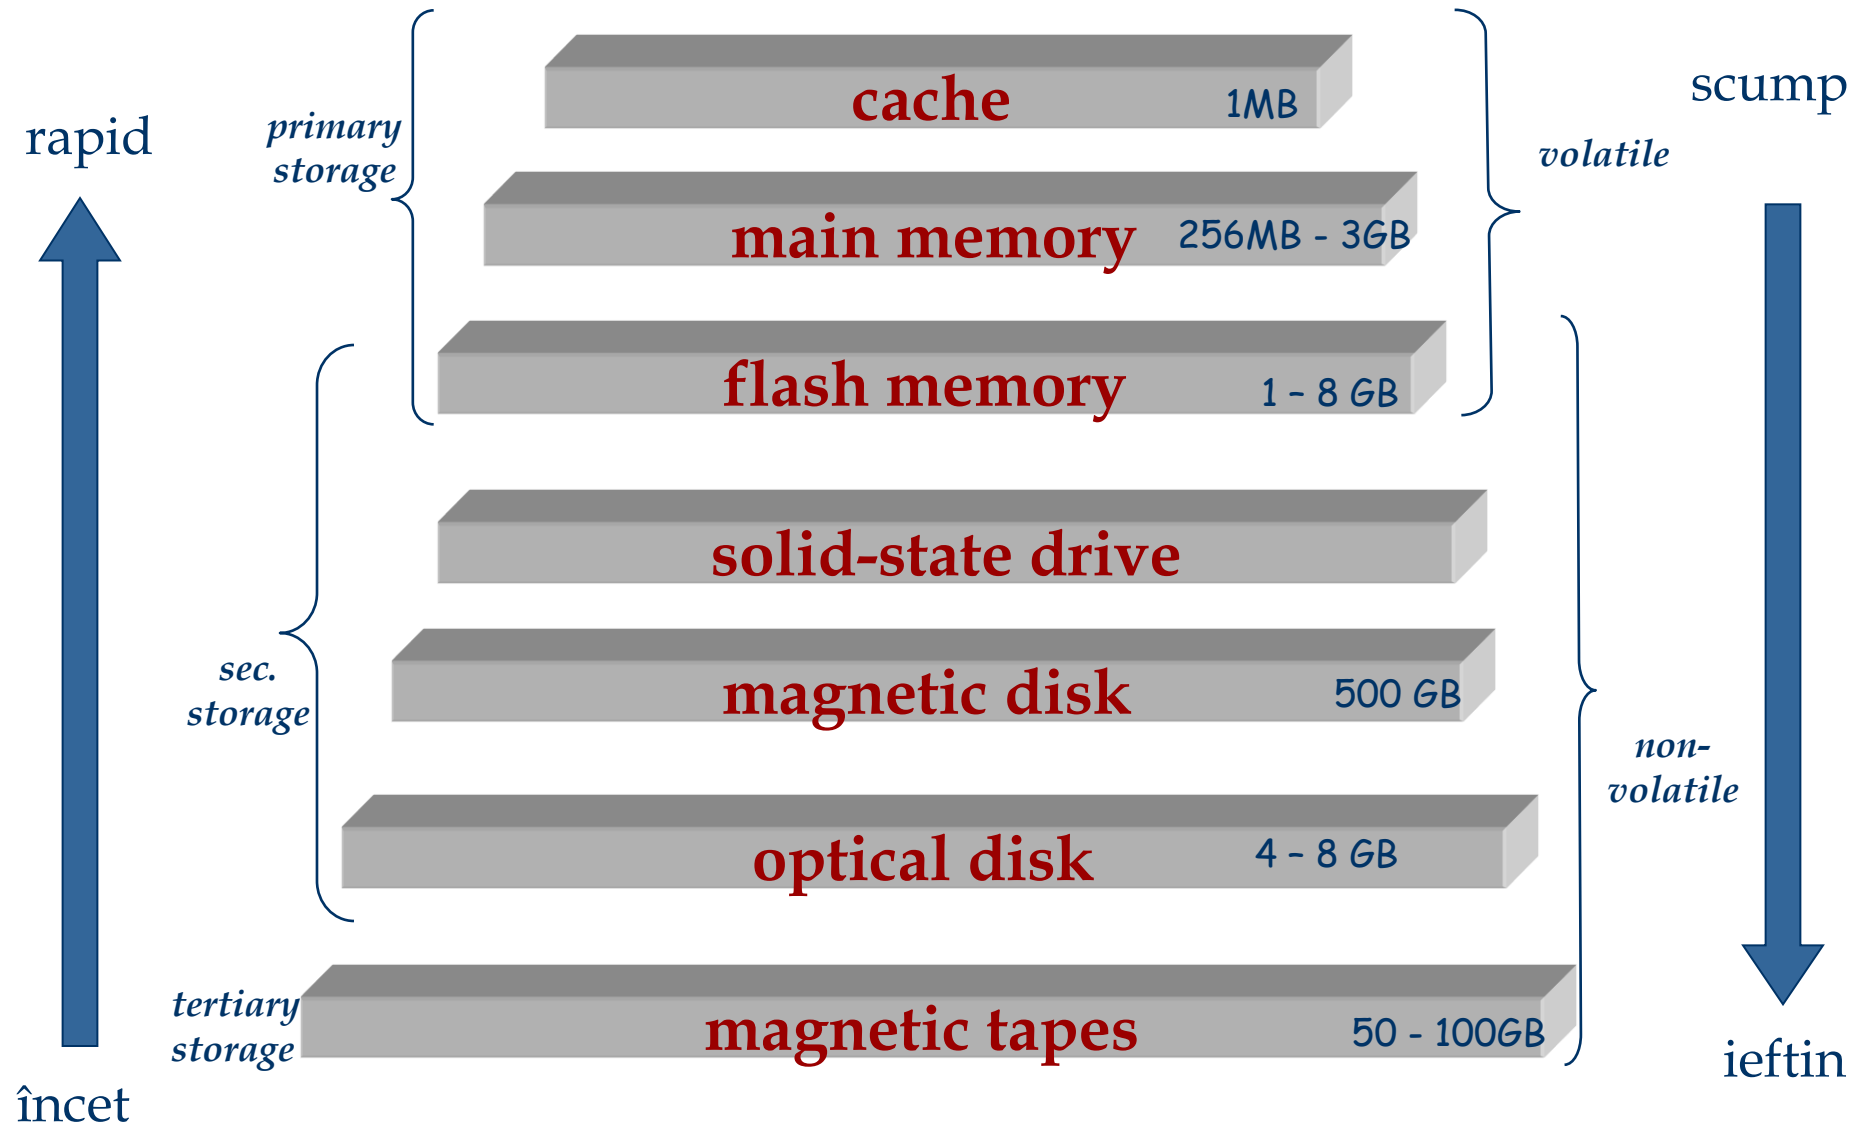 cache 1MB
scump
rapid
primary
storage
volatile
main memory 256MB - 3GB
flash memory 1 – 8 GB
solid-state drive
sec.
storage
magnetic disk 500 GB
non-
volatile
optical disk 4 – 8 GB
tertiary
storage
magnetic tapes 50 - 100GB
încet
ieftin